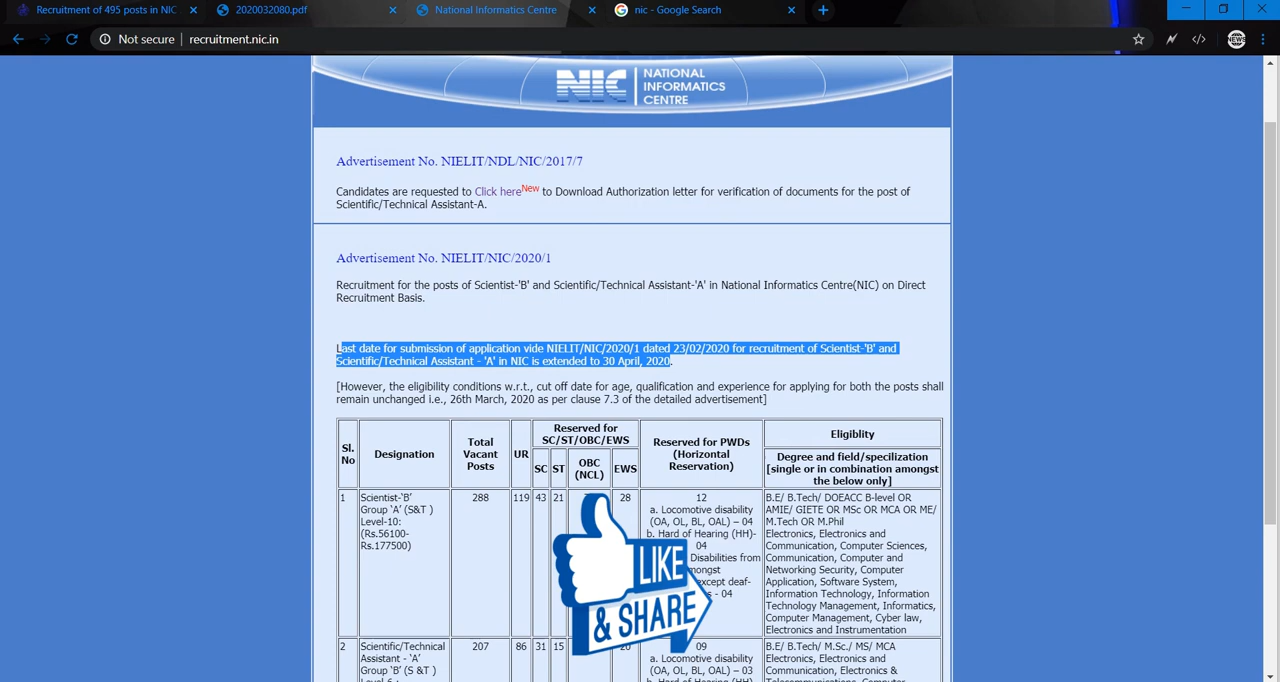 Recruitment of 495 posts in NIC
2020032080.pdf
National Informatics Centre
nic - Google Search
Not secure
recruitment.nic.in
NEWS
NIC
NATIONAL
INFORMATICS
CENTRE
Advertisement No. NIELIT/NDL/NIC/2017/7
Candidates are requested to Click here New to Download Authorization letter for verification of documents for the post of
Scientific/Technical Assistant-A.
Advertisement No. NIELIT/NIC/2020/1
Recruitment for the posts of Scientist-'B' and Scientific/Technical Assistant-'A' in National Informatics Centre(NIC) on Direct
Recruitment Basis.
Last date for submission of application vide NIELIT/NIC/2020/1 dated 23/02/2020 for recruitment of Scientist-'B' and
Scientific/Technical Assistant - 'A' in NIC is extended to 30 April, 2020.
[However, the eligibility conditions w.r.t., cut off date for age, qualification and experience for applying for both the posts shall
remain unchanged i.e., 26th March, 2020 as per clause 7.3 of the detailed advertisement]
Sl.
No
Designation
Total
Vacant
Posts
UR
Reserved for
SC/ST/OBC/EWS
SC
ST
OBC
(NCL)
EWS
Reserved for PWDs
(Horizontal
Reservation)
Eligiblity
Degree and field/specilization
[single or in combination amongst
the below only]
1
Scientist-'B'
Group 'A' (S&T )
Level-10:
(Rs.56100-
Rs.177500)
288
119
43
21
28
12
a. Locomotive disability
(OA, OL, BL, OAL) – 04
b. Hard of Hearing (HH)-
04
Disabilities from
except deaf-
- 04
B.E/ B.Tech/ DOEACC B-level OR
AMIE/ GIETE OR MSc OR MCA OR ME/
M.Tech OR M.Phil
Electronics, Electronics and
Communication, Computer Sciences,
Communication, Computer and
Networking Security, Computer
Application, Software System,
Information Technology, Information
Technology Management, Informatics,
Computer Management, Cyber law,
Electronics and Instrumentation
LIKE
& SHARE
2
Scientific/Technical
Assistant - 'A'
Group 'B' (S &T )
207
86
31
15
20
09
a. Locomotive disability
(OA, OL, BL, OAL) – 03
b. Hard of Hearing (HH)-
B.E/ B.Tech/ M.Sc./ MS/ MCA
Electronics, Electronics and
Communication, Electronics &
Telecommunications, Computer